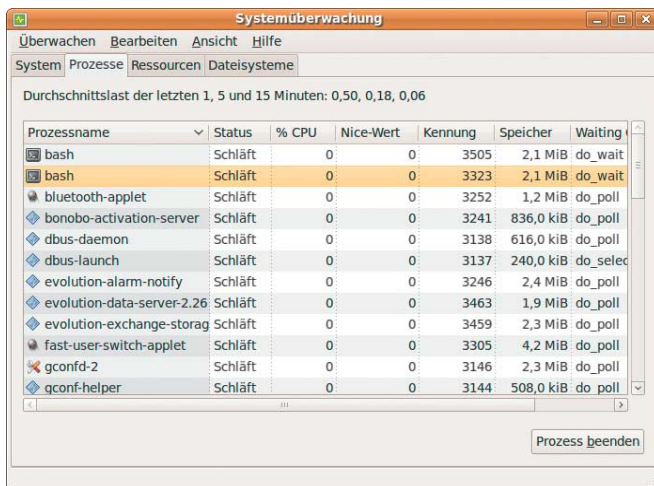 Systemüberwachung
Überwachen Bearbeiten Ansicht Hilfe
System Prozesse Ressourcen Dateisysteme
Durchschnittslast der letzten 1, 5 und 15 Minuten: 0,50, 0,18, 0,06
Prozessname Status % CPU Nice-Wert Kennung Speicher Waiting
bash Schläft 0 0 3505 2,1 MiB do_wait
bash Schläft 0 0 3323 2,1 MiB do_wait
bluetooth-applet Schläft 0 0 3252 1,2 MiB do_poll
bonobo-activation-server Schläft 0 0 3241 836,0 kiB do_poll
dbus-daemon Schläft 0 0 3138 616,0 kiB do_poll
dbus-launch Schläft 0 0 3137 240,0 kiB do_selec
evolution-alarm-notify Schläft 0 0 3246 2,4 MiB do_poll
evolution-data-server-2.26 Schläft 0 0 3463 1,9 MiB do_poll
evolution-exchange-storag Schläft 0 0 3459 2,3 MiB do_poll
fast-user-switch-applet Schläft 0 0 3305 4,2 MiB do_poll
gconfd-2 Schläft 0 0 3146 2,3 MiB do_poll
gconf-helper Schläft 0 0 3144 508,0 kiB do_poll
Prozess beenden